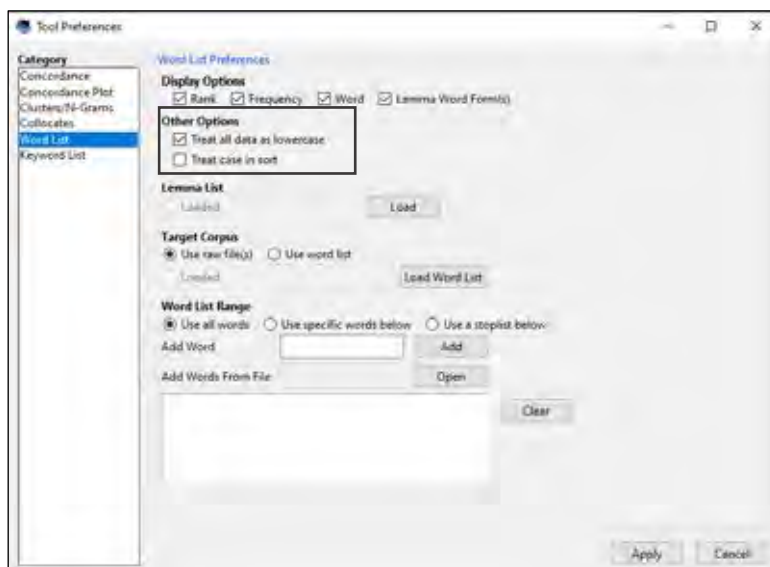 Tool Preferences
Category
Concordance
Concordance Plot
Clusters/N-Grams
Collocates
Word List
Keyword List
Word List Preferences
Display Options
Rank Frequency Word Lemma Word Form(s)
Other Options
Treat all data as lowercase
Treat case in sort
Lemma List
Loaded Load
Target Corpus
Use raw file(s) Use word list
Loaded Load Word List
Word List Range
Use all words Use specific words below Use a stoplist below
Add Word Add
Add Words From File Open
Clear
Apply Cancel